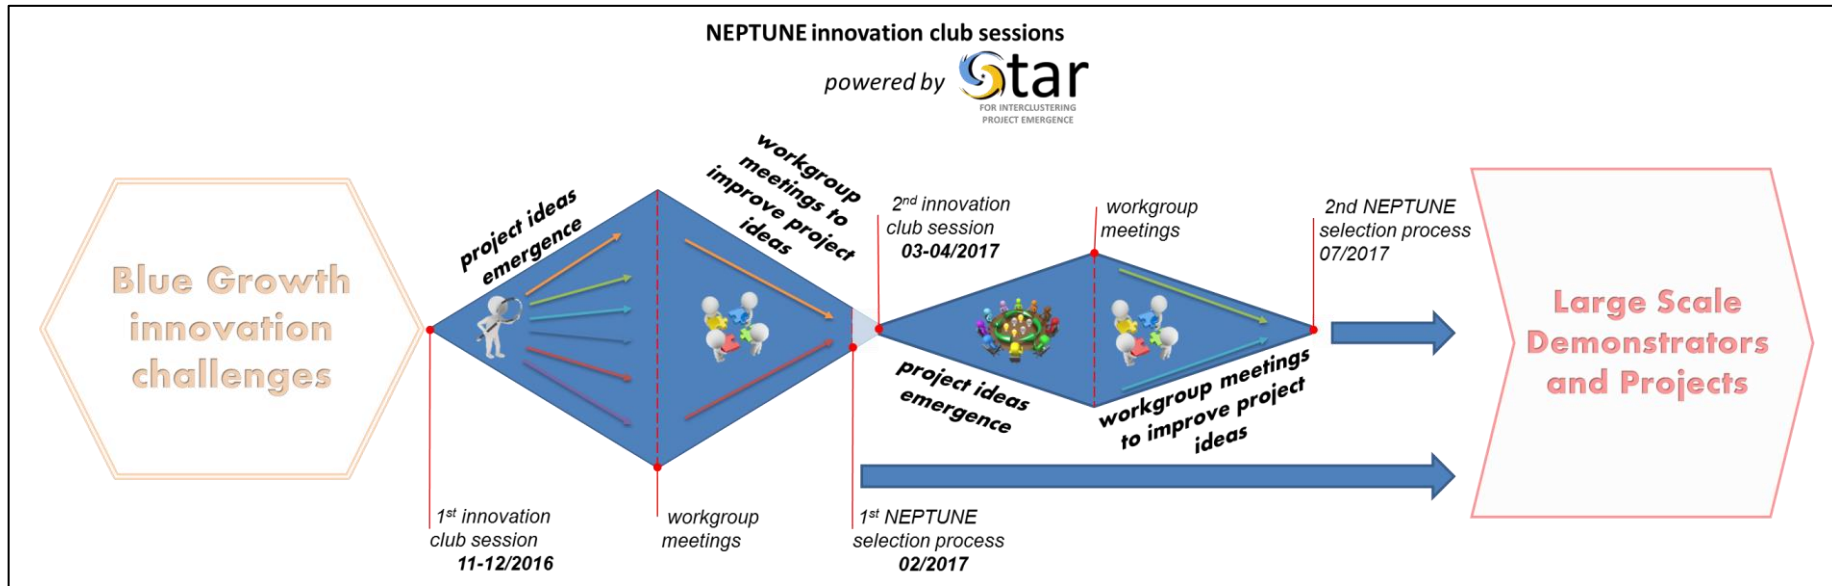 NEPTUNE innovation club sessions
powered by Star
FOR INTERCLUSTERING
PROJECT EMERGENCE
Blue Growth
innovation
challenges
project ideas
emergence
workgroup
meetings to
improve project
ideas
1st innovation
club session
11-12/2016
workgroup
meetings
1st NEPTUNE
selection process
02/2017
2nd innovation
club session
03-04/2017
workgroup
meetings
2nd NEPTUNE
selection process
07/2017
project ideas
emergence
workgroup meetings
to improve project
ideas
Large Scale
Demonstrators
and Projects